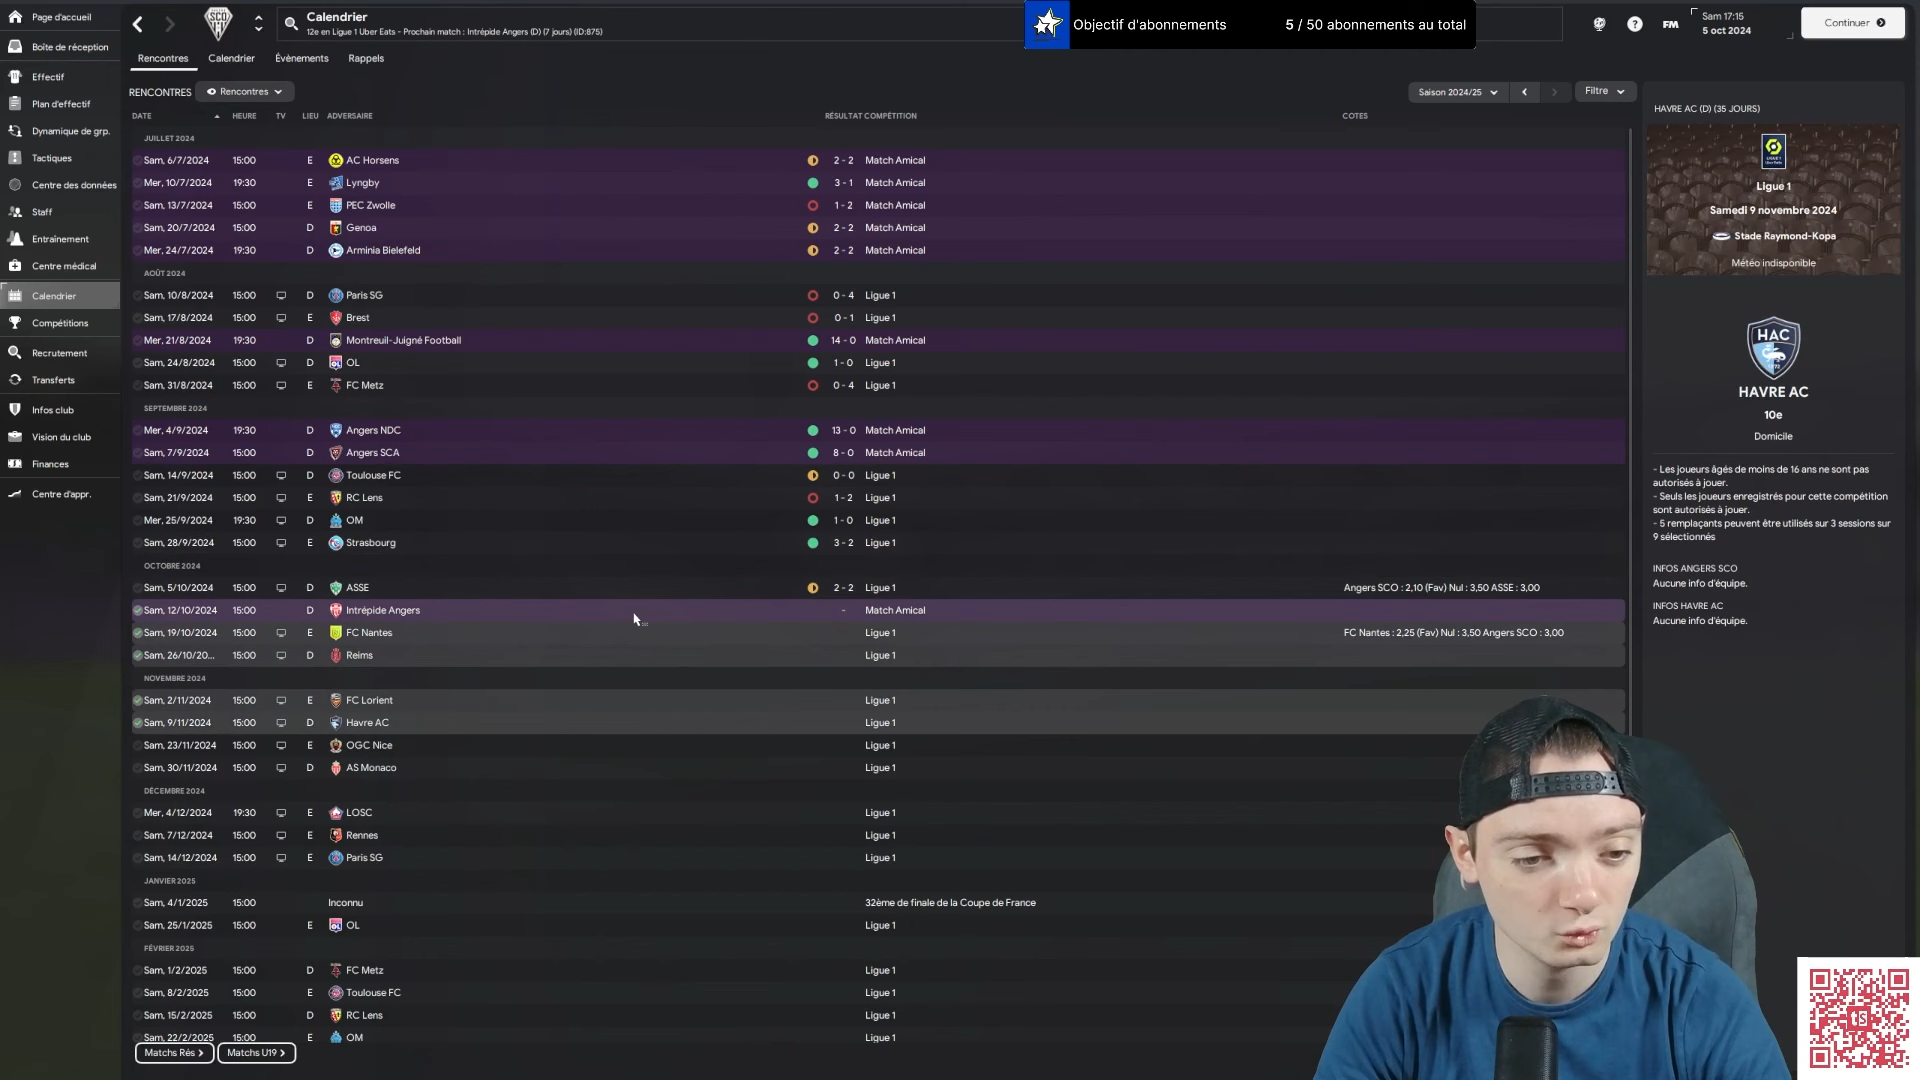 Page d'accueil
Boîte de réception
Effectif
Plan d'effectif
Dynamique de grp.
Tactiques
Centre des données
Staff
Entraînement
Centre médical
Calendrier
Compétitions
Recrutement
Transferts
Infos club
Vision du club
Finances
Centre d'appr.
Calendrier
12e en Ligue 1 Uber Eats - Prochain match : Intrépide Angers (D) (7 jours) (ID:875)
Objectif d'abonnements 5 / 50 abonnements au total
FM
Sam 17:15
5 oct 2024
Continuer
Rencontres Calendrier Évènements Rappels
RENCONTRES Rencontres Saison 2024/25 Filtre
DATE HEURE TV LIEU ADVERSAIRE RÉSULTAT COMPÉTITION COTES
JUILLET 2024
Sam, 6/7/2024 15:00 E AC Horsens 2 - 2 Match Amical
Mer, 10/7/2024 19:30 E Lyngby 3 - 1 Match Amical
Sam, 13/7/2024 15:00 E PEC Zwolle 1 - 2 Match Amical
Sam, 20/7/2024 15:00 D Genoa 2 - 2 Match Amical
Mer, 24/7/2024 19:30 D Arminia Bielefeld 2 - 2 Match Amical
AOÛT 2024
Sam, 10/8/2024 15:00 D Paris SG 0 - 4 Ligue 1
Sam, 17/8/2024 15:00 E Brest 0 - 1 Ligue 1
Mer, 21/8/2024 19:30 D Montreuil-Juigné Football 14 - 0 Match Amical
Sam, 24/8/2024 15:00 D OL 1 - 0 Ligue 1
Sam, 31/8/2024 15:00 E FC Metz 0 - 4 Ligue 1
SEPTEMBRE 2024
Mer, 4/9/2024 19:30 D Angers NDC 13 - 0 Match Amical
Sam, 7/9/2024 15:00 D Angers SCA 8 - 0 Match Amical
Sam, 14/9/2024 15:00 D Toulouse FC 0 - 0 Ligue 1
Sam, 21/9/2024 15:00 E RC Lens 1 - 2 Ligue 1
Mer, 25/9/2024 19:30 D OM 1 - 0 Ligue 1
Sam, 28/9/2024 15:00 E Strasbourg 3 - 2 Ligue 1
OCTOBRE 2024
Sam, 5/10/2024 15:00 D ASSE 2 - 2 Ligue 1 Angers SCO : 2,10 (Fav) Nul : 3,50 ASSE : 3,00
Sam, 12/10/2024 15:00 D Intrépide Angers - Match Amical
Sam, 19/10/2024 15:00 E FC Nantes Ligue 1 FC Nantes : 2,25 (Fav) Nul : 3,50 Angers SCO : 3,00
Sam, 26/10/20... 15:00 D Reims Ligue 1
NOVEMBRE 2024
Sam, 2/11/2024 15:00 E FC Lorient Ligue 1
Sam, 9/11/2024 15:00 D Havre AC Ligue 1
Sam, 23/11/2024 15:00 E OGC Nice Ligue 1
Sam, 30/11/2024 15:00 D AS Monaco Ligue 1
DÉCEMBRE 2024
Mer, 4/12/2024 19:30 E LOSC Ligue 1
Sam, 7/12/2024 15:00 E Rennes Ligue 1
Sam, 14/12/2024 15:00 E Paris SG Ligue 1
JANVIER 2025
Sam, 4/1/2025 15:00 Inconnu 32ème de finale de la Coupe de France
Sam, 25/1/2025 15:00 E OL Ligue 1
FÉVRIER 2025
Sam, 1/2/2025 15:00 D FC Metz Ligue 1
Sam, 8/2/2025 15:00 E Toulouse FC Ligue 1
Sam, 15/2/2025 15:00 D RC Lens Ligue 1
Sam, 22/2/2025 15:00 E OM Ligue 1
Matchs Rés Matchs U19
HAVRE AC (D) (35 JOURS)
Ligue 1
Samedi 9 novembre 2024
Stade Raymond-Kopa
Météo indisponible
HAC
HAVRE AC
10e
Domicile
- Les joueurs âgés de moins de 16 ans ne sont pas
autorisés à jouer.
- Seuls les joueurs enregistrés pour cette compétition
sont autorisés à jouer.
- 5 remplaçants peuvent être utilisés sur 3 sessions sur
9 sélectionnés
INFOS ANGERS SCO
Aucune info d'équipe.
INFOS HAVRE AC
Aucune info d'équipe.